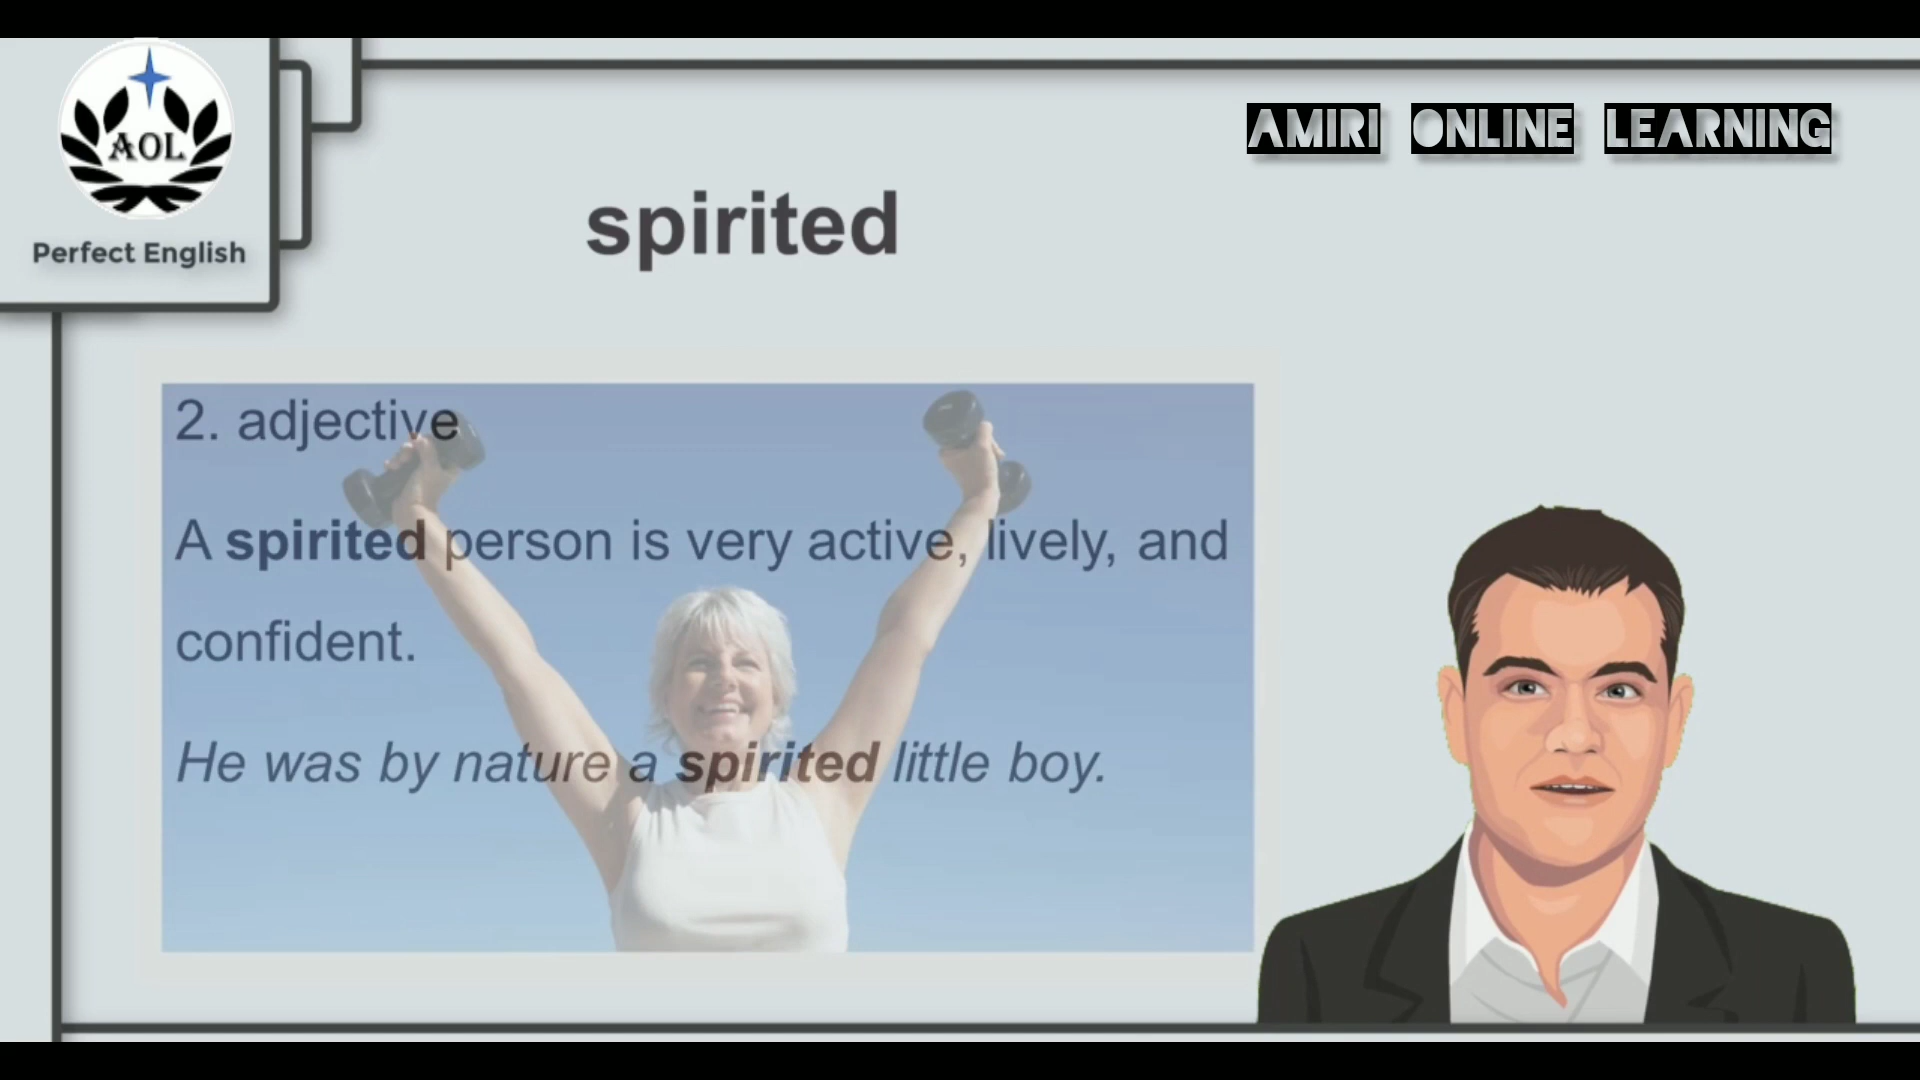 AOL
Perfect English
AMIRI ONLINE LEARNING
spirited
2. adjective
A spirited person is very active, lively, and
confident.
He was by nature a spirited little boy.